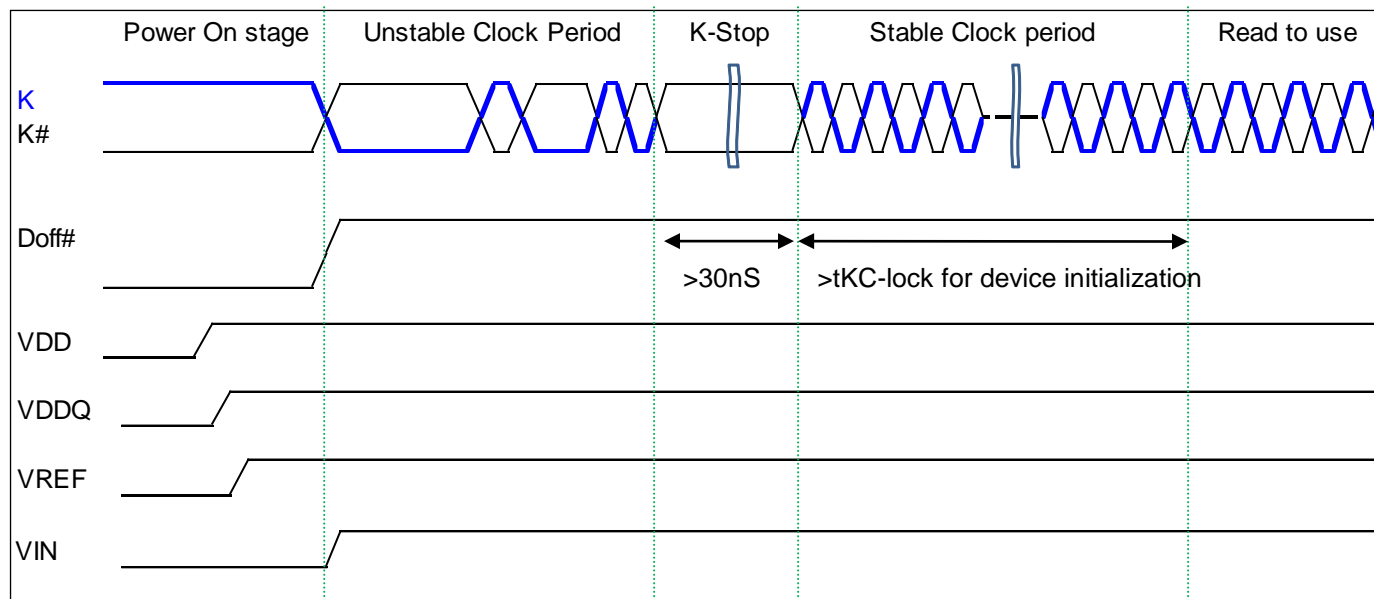 Power On stage Unstable Clock Period K-Stop Stable Clock period Read to use
K
K#
Doff#
>30nS >tKC-lock for device initialization
VDD
VDDQ
VREF
VIN